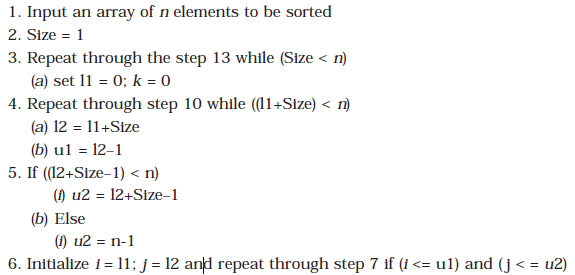 1. Input an array of n elements to be sorted
2. Size = 1
3. Repeat through the step 13 while (Size < n)
(a) set l1 = 0; k = 0
4. Repeat through step 10 while ((l1+Size) < n)
(a) l2 = l1+Size
(b) u1 = l2–1
5. If ((l2+Size–1) < n)
(i) u2 = l2+Size–1
(b) Else
(i) u2 = n-1
6. Initialize i = l1; j = l2 and repeat through step 7 if (i <= u1) and (j < = u2)